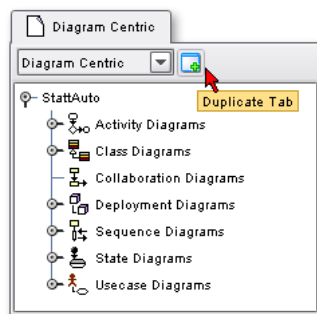 Diagram Centric
Diagram Centric
Duplicate Tab
StattAuto
Activity Diagrams
Class Diagrams
Collaboration Diagrams
Deployment Diagrams
Sequence Diagrams
State Diagrams
Usecase Diagrams